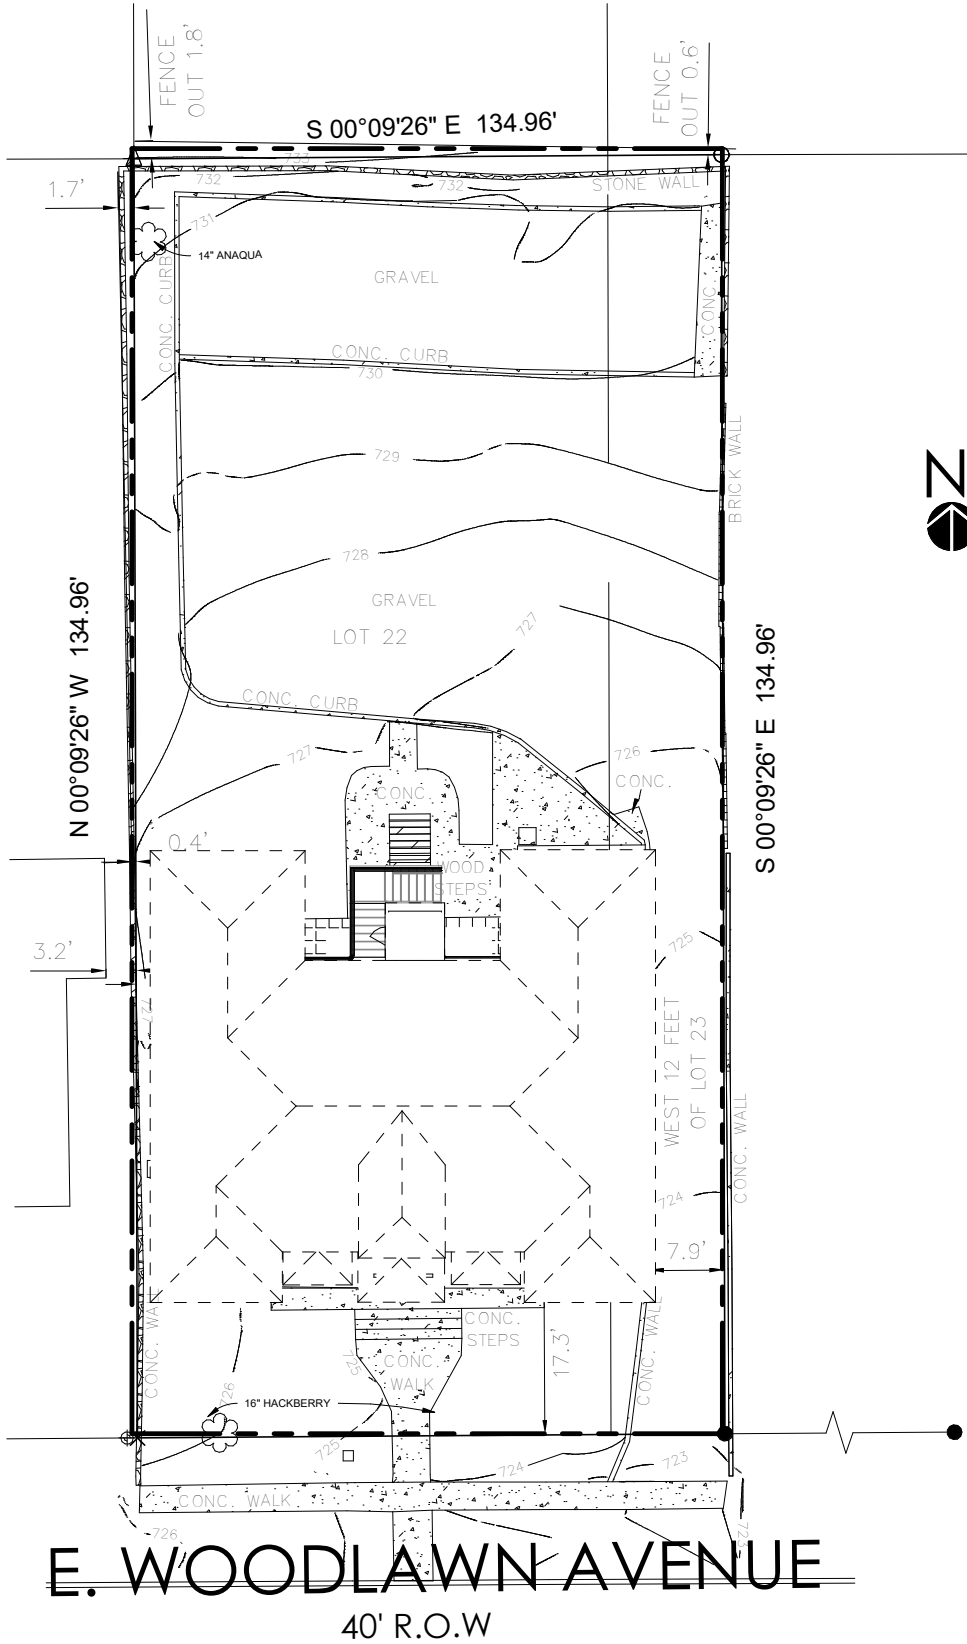 FENCE
OUT 1.8'
FENCE
OUT 0.6'
S 00°09'26" E 134.96'
733
732
732
STONE WALL
1.7'
731
14" ANAQUA
CONC. CURB
GRAVEL
CONC.
CONC. CURB
730
729
BRICK WALL
N
728
GRAVEL
LOT 22
727
N 00°09'26" W 134.96'
S 00°09'26" E 134.96'
CONC. CURB
727
726
CONC.
CONC.
0.4'
WOOD
STEPS
3.2'
725
727
WEST 12 FEET
OF LOT 23
CONC. WALL
724
7.9'
CONC. WA
CONC.
STEPS
17.3'
CONC. WALL
725
CONC.
WALK
726
16" HACKBERRY
725
724
723
CONC. WALK
726
723
E. WOODLAWN AVENUE
40' R.O.W